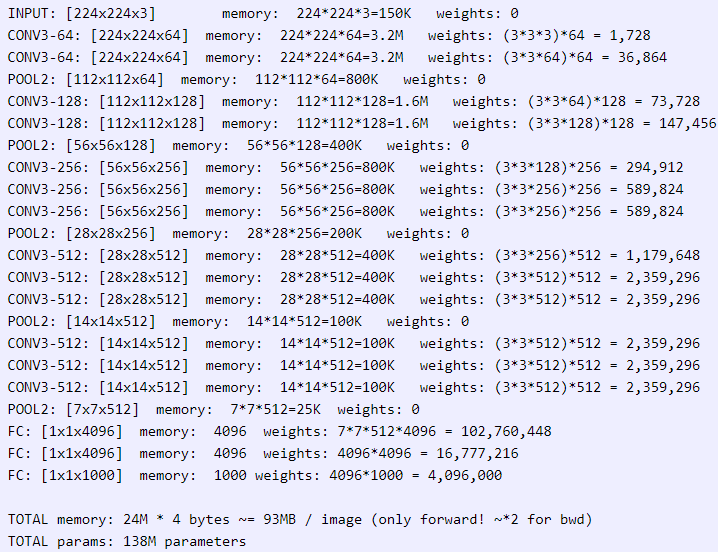 INPUT: [224x224x3] memory: 224*224*3=150K weights: 0
CONV3-64: [224x224x64] memory: 224*224*64=3.2M weights: (3*3*3)*64 = 1,728
CONV3-64: [224x224x64] memory: 224*224*64=3.2M weights: (3*3*64)*64 = 36,864
POOL2: [112x112x64] memory: 112*112*64=800K weights: 0
CONV3-128: [112x112x128] memory: 112*112*128=1.6M weights: (3*3*64)*128 = 73,728
CONV3-128: [112x112x128] memory: 112*112*128=1.6M weights: (3*3*128)*128 = 147,456
POOL2: [56x56x128] memory: 56*56*128=400K weights: 0
CONV3-256: [56x56x256] memory: 56*56*256=800K weights: (3*3*128)*256 = 294,912
CONV3-256: [56x56x256] memory: 56*56*256=800K weights: (3*3*256)*256 = 589,824
CONV3-256: [56x56x256] memory: 56*56*256=800K weights: (3*3*256)*256 = 589,824
POOL2: [28x28x256] memory: 28*28*256=200K weights: 0
CONV3-512: [28x28x512] memory: 28*28*512=400K weights: (3*3*256)*512 = 1,179,648
CONV3-512: [28x28x512] memory: 28*28*512=400K weights: (3*3*512)*512 = 2,359,296
CONV3-512: [28x28x512] memory: 28*28*512=400K weights: (3*3*512)*512 = 2,359,296
POOL2: [14x14x512] memory: 14*14*512=100K weights: 0
CONV3-512: [14x14x512] memory: 14*14*512=100K weights: (3*3*512)*512 = 2,359,296
CONV3-512: [14x14x512] memory: 14*14*512=100K weights: (3*3*512)*512 = 2,359,296
CONV3-512: [14x14x512] memory: 14*14*512=100K weights: (3*3*512)*512 = 2,359,296
POOL2: [7x7x512] memory: 7*7*512=25K weights: 0
FC: [1x1x4096] memory: 4096 weights: 7*7*512*4096 = 102,760,448
FC: [1x1x4096] memory: 4096 weights: 4096*4096 = 16,777,216
FC: [1x1x1000] memory: 1000 weights: 4096*1000 = 4,096,000
TOTAL memory: 24M * 4 bytes ~= 93MB / image (only forward! ~*2 for bwd)
TOTAL params: 138M parameters